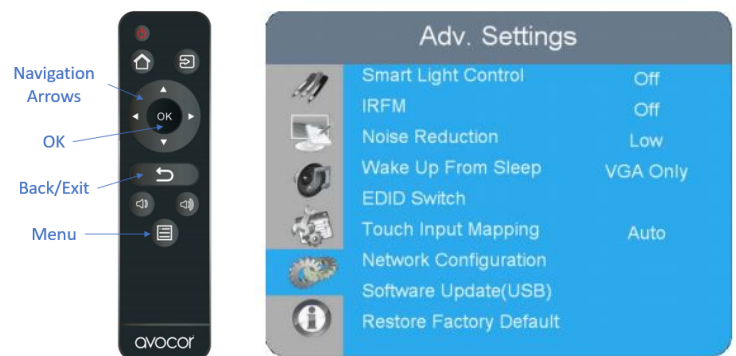 Navigation
Arrows
OK
Back/Exit
Menu
OK
avocor
Adv. Settings
Smart Light Control Off
IRFM Off
Noise Reduction Low
Wake Up From Sleep VGA Only
EDID Switch
Touch Input Mapping Auto
Network Configuration
Software Update(USB)
Restore Factory Default